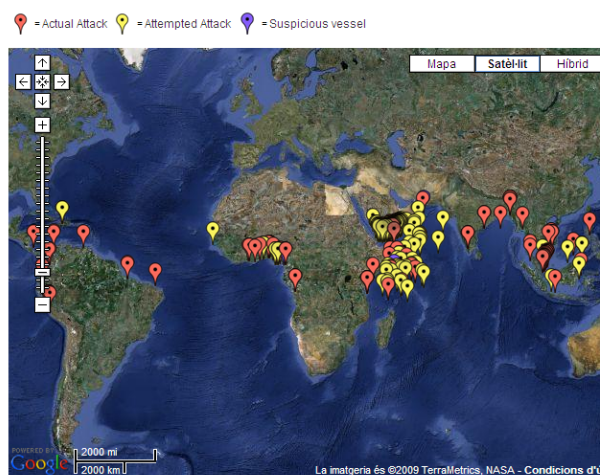 = Actual Attack = Attempted Attack = Suspicious vessel
Mapa Satèl·lit Híbrid
POWERED BY
Google
2000 mi
2000 km
La imatgeria és ©2009 TerraMetrics, NASA - Condicions d'ú